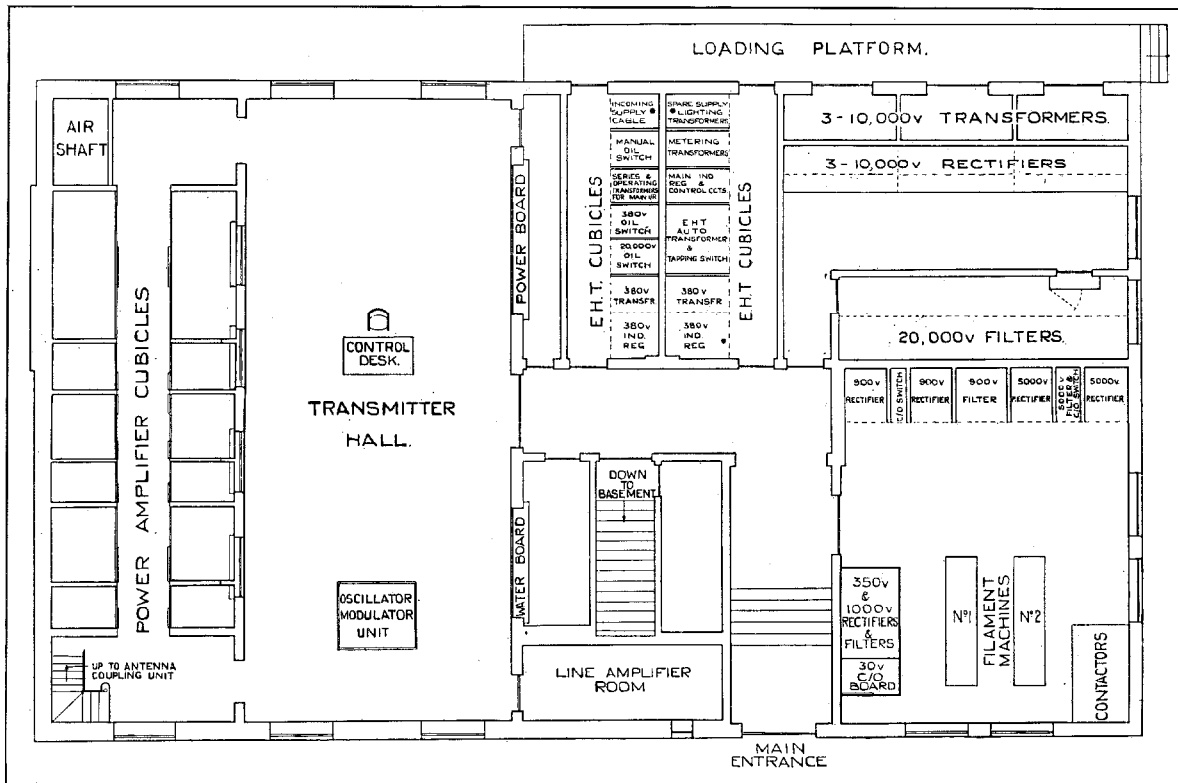 LOADING PLATFORM.
AIR
SHAFT
INCOMING
SUPPLY
CABLE
SPARE SUPPLY
LIGHTING
TRANSFORMERS
MANUAL
OIL
SWITCH
METERING
TRANSFORMERS
SERIES &
OPERATING
TRANSFORMERS
FOR MAIN I/R
MAIN IND
REG &
CONTROL CCTS.
380V
OIL
SWITCH
20,000V
OIL
SWITCH
EHT
AUTO
TRANSFORMER
&
TAPPING SWITCH
380V
TRANSFR
380V
TRANSFR
380V
IND.
REG
380V
IND.
REG
E.H.T. CUBICLES
E.H.T. CUBICLES
3-10,000V TRANSFORMERS.
3-10,000V RECTIFIERS
20,000V FILTERS.
POWER BOARD
POWER AMPLIFIER CUBICLES
CONTROL
DESK.
TRANSMITTER
HALL.
900V
RECTIFIER
C/O SWITCH
900V
RECTIFIER
900V
FILTER
5000V
RECTIFIER
5000V
FILTER &
C/O SWITCH
5000V
RECTIFIER
DOWN
TO
BASEMENT
WATER BOARD
OSCILLATOR
MODULATOR
UNIT
350V
&
1000V
RECTIFIERS
&
FILTERS
30V
C/O
BOARD
Nº1
FILAMENT
MACHINES
Nº2
CONTACTORS
UP TO ANTENNA
COUPLING UNIT
LINE AMPLIFIER
ROOM
MAIN
ENTRANCE